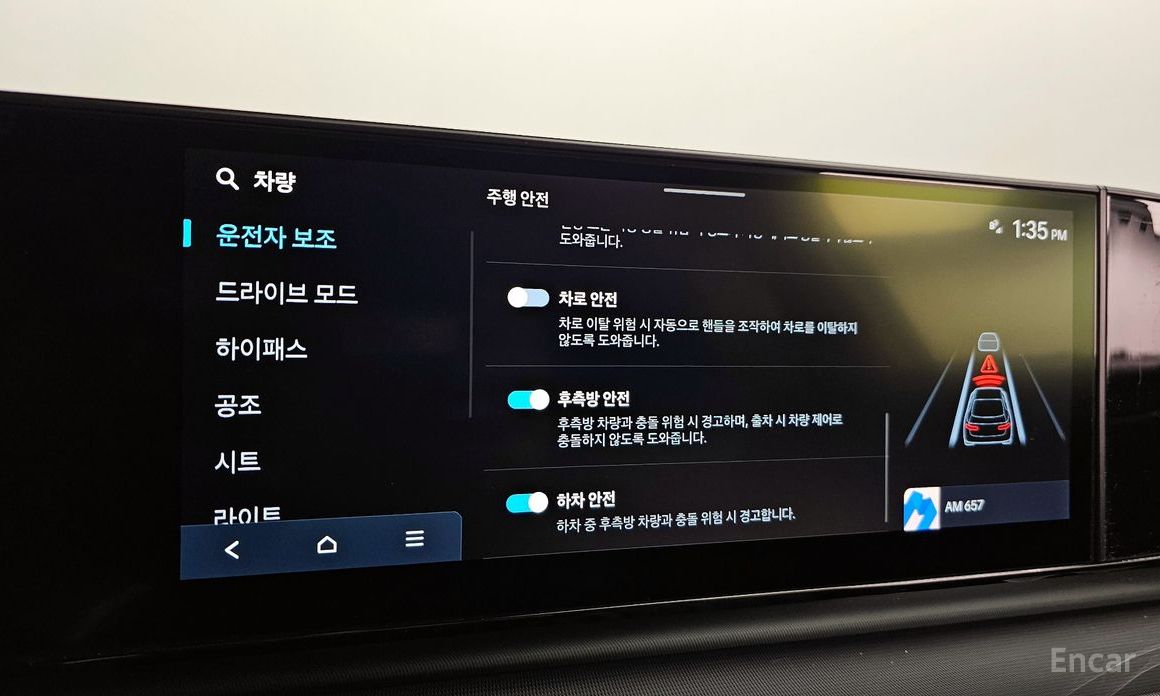 차량
운전자 보조
드라이브 모드
하이패스
공조
시트
라이트
주행 안전
도와줍니다.
차로 안전
차로 이탈 위험 시 자동으로 핸들을 조작하여 차로를 이탈하지
않도록 도와줍니다.
후측방 안전
후측방 차량과 충돌 위험 시 경고하며, 출차 시 차량 제어로
충돌하지 않도록 도와줍니다.
하차 안전
하차 중 후측방 차량과 충돌 위험 시 경고합니다.
1:35 PM
AM 657
Encar